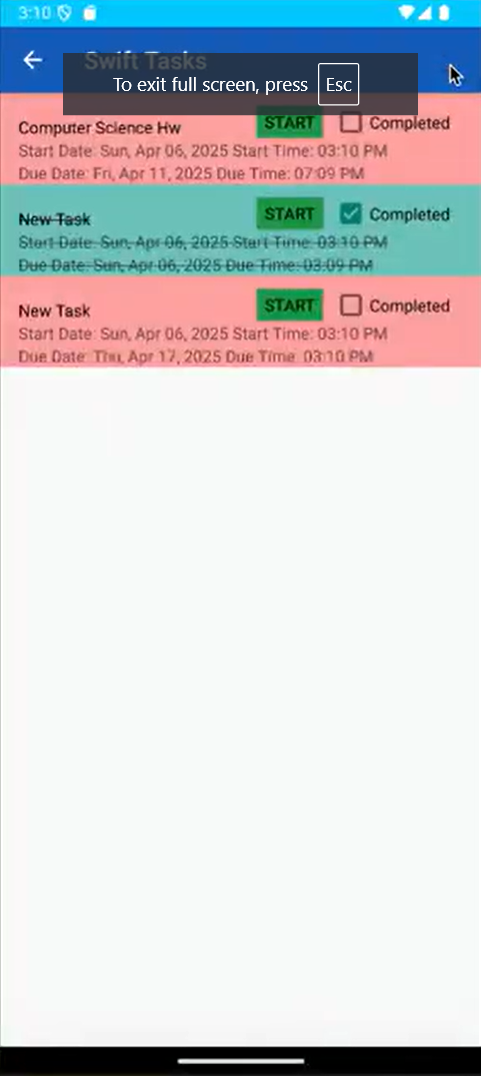 3:10
Swift Tasks
To exit full screen, press Esc
Computer Science Hw
START
Completed
Start Date: Sun, Apr 06, 2025 Start Time: 03:10 PM
Due Date: Fri, Apr 11, 2025 Due Time: 07:09 PM
New Task
START
Completed
Start Date: Sun, Apr 06, 2025 Start Time: 03:10 PM
Due Date: Sun, Apr 06, 2025 Due Time: 03:09 PM
New Task
START
Completed
Start Date: Sun, Apr 06, 2025 Start Time: 03:10 PM
Due Date: Thu, Apr 17, 2025 Due Time: 03:10 PM